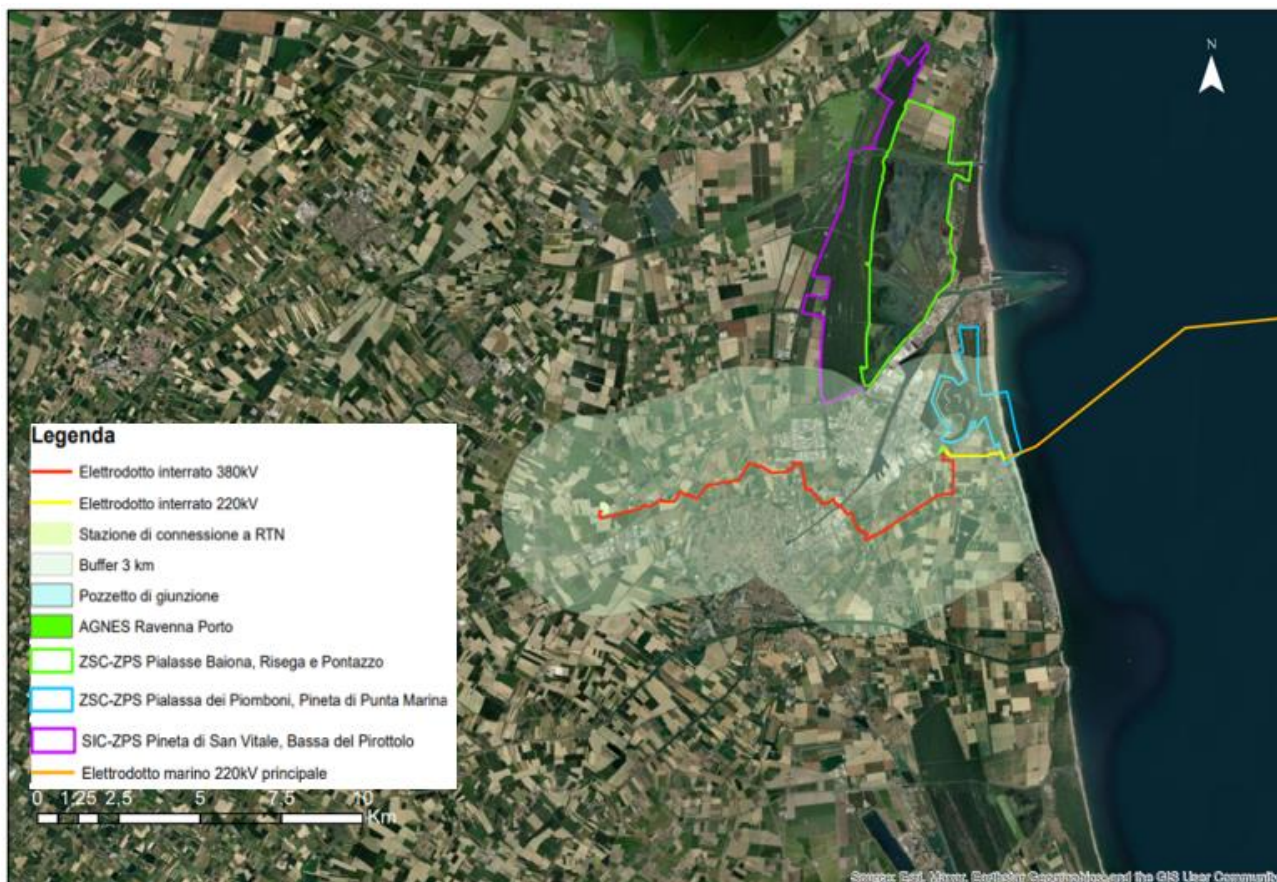 N
Legenda
Elettrodotto interrato 380kV
Elettrodotto interrato 220kV
Stazione di connessione a RTN
Buffer 3 km
Pozzetto di giunzione
AGNES Ravenna Porto
ZSC-ZPS Pialasse Baiona, Risega e Pontazzo
ZSC-ZPS Pialassa dei Piomboni, Pineta di Punta Marina
SIC-ZPS Pineta di San Vitale, Bassa del Pirottolo
Elettrodotto marino 220kV principale
0 1.25 2.5 5 7.5 10
Km
Source: Esri, Maxar, Earthstar Geographics, and the GIS User Community